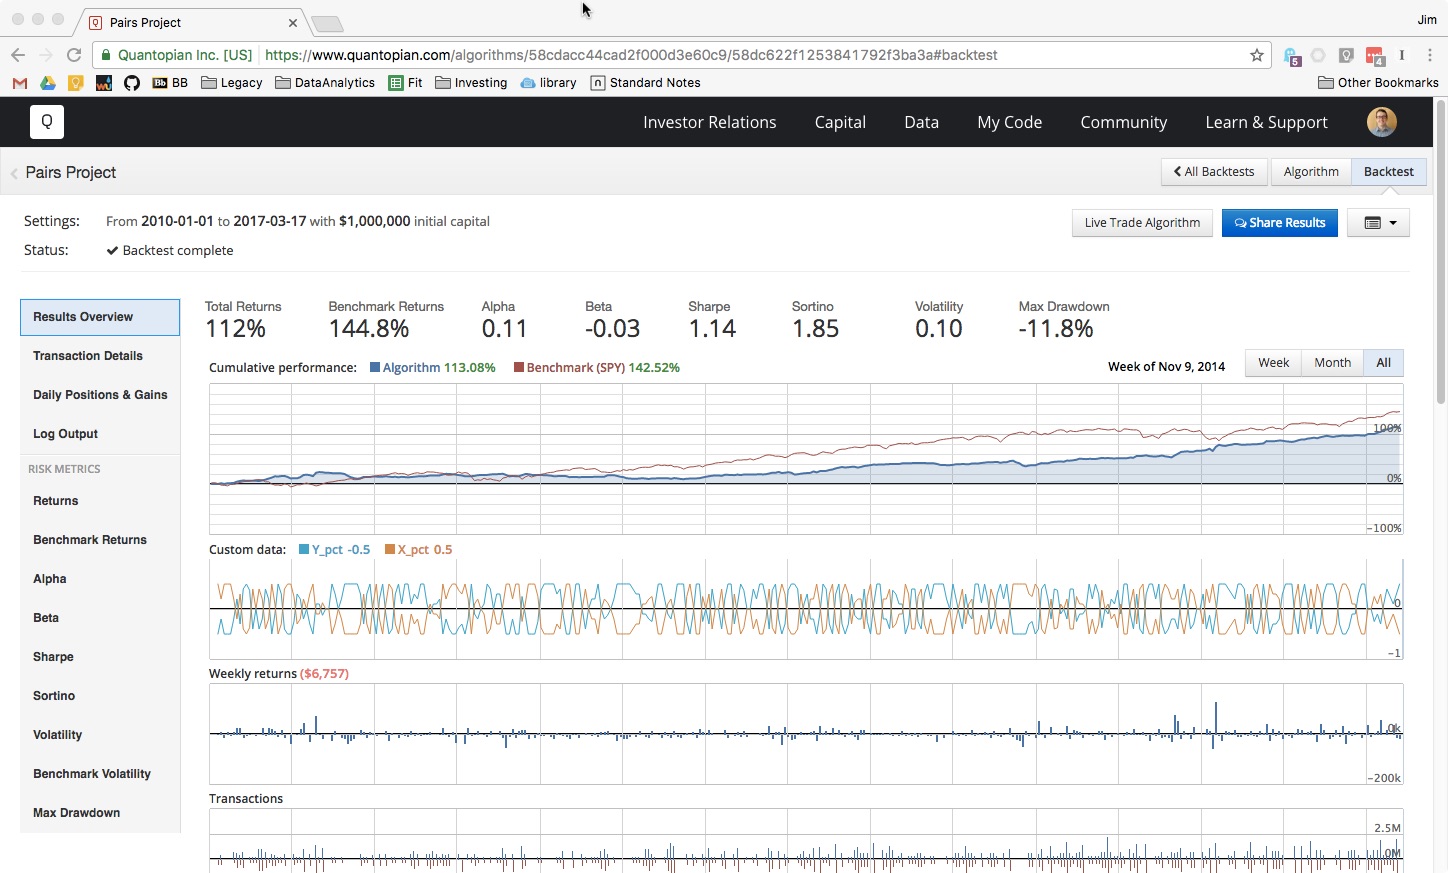 Pairs Project
Jim
Quantopian Inc. [US]
https://www.quantopian.com/algorithms/58cdacc44cad2f000d3e60c9/58dc622f1253841792f3ba3a#backtest
5
4
Bb BB
Legacy
DataAnalytics
Fit
Investing
library
n Standard Notes
Other Bookmarks
Q
Investor Relations
Capital
Data
My Code
Community
Learn & Support
Pairs Project
All Backtests
Algorithm
Backtest
Settings: From 2010-01-01 to 2017-03-17 with $1,000,000 initial capital
Live Trade Algorithm
Share Results
Status: Backtest complete
Results Overview
Transaction Details
Daily Positions & Gains
Log Output
RISK METRICS
Returns
Benchmark Returns
Alpha
Beta
Sharpe
Sortino
Volatility
Benchmark Volatility
Max Drawdown
Total Returns
112%
Benchmark Returns
144.8%
Alpha
0.11
Beta
-0.03
Sharpe
1.14
Sortino
1.85
Volatility
0.10
Max Drawdown
-11.8%
Cumulative performance: Algorithm 113.08% Benchmark (SPY) 142.52%
Week of Nov 9, 2014
Week
Month
All
100%
0%
-100%
Custom data: Y_pct -0.5 X_pct 0.5
0
-1
Weekly returns ($6,757)
0k
-200k
Transactions
2.5M
0M